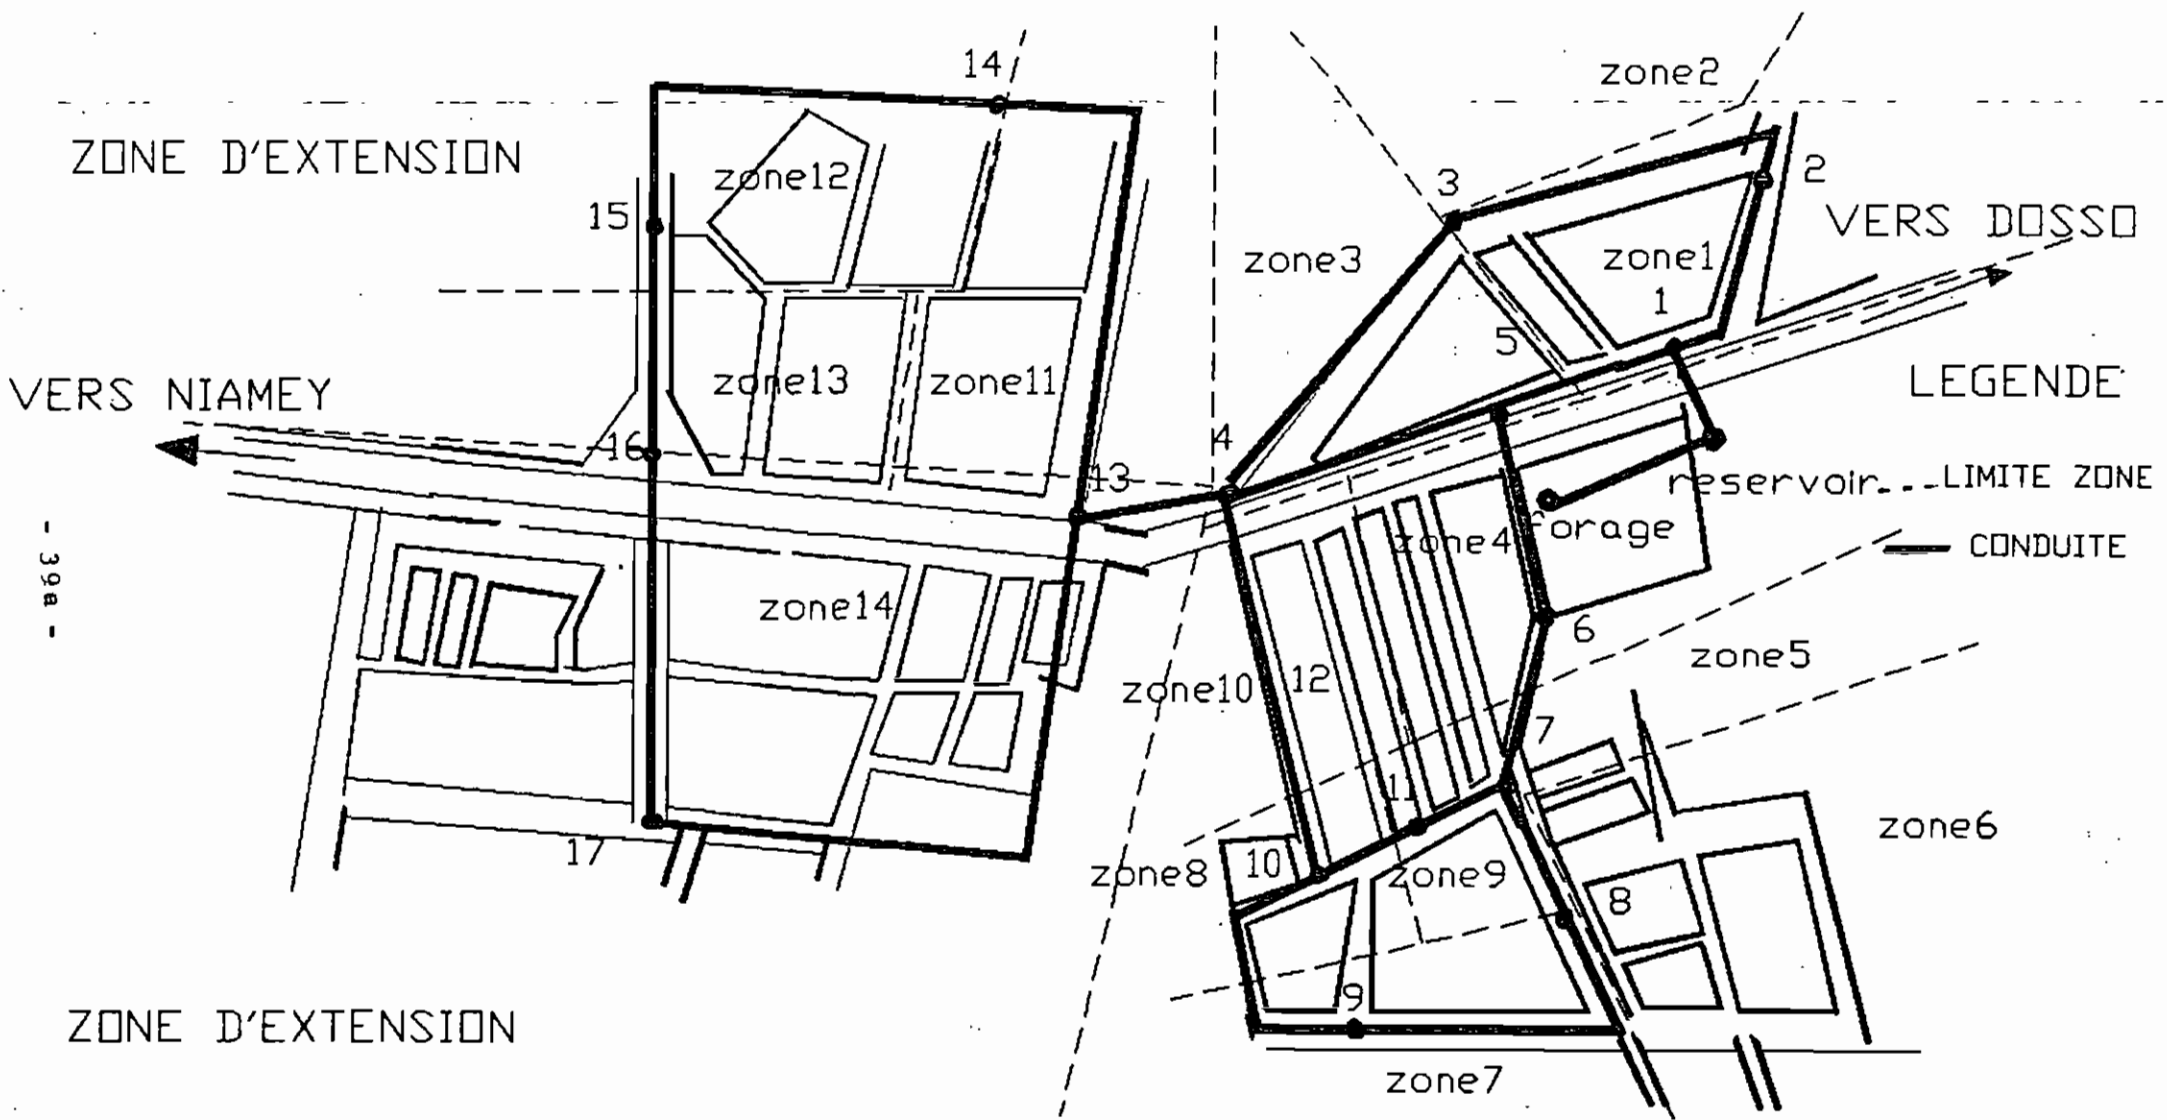 14
zone2
ZONE D'EXTENSION
zone12
3
2
15
VERS DOSSO
zone3
zone1
1
5
VERS NIAMEY
zone13
zone11
LEGENDE
4
16
13
reservoir
---LIMITE ZONE
forage
zone4
CONDUITE
- 39a -
zone14
6
zone5
zone10
12
7
11
zone6
17
zone8
10
zone9
8
9
ZONE D'EXTENSION
zone7